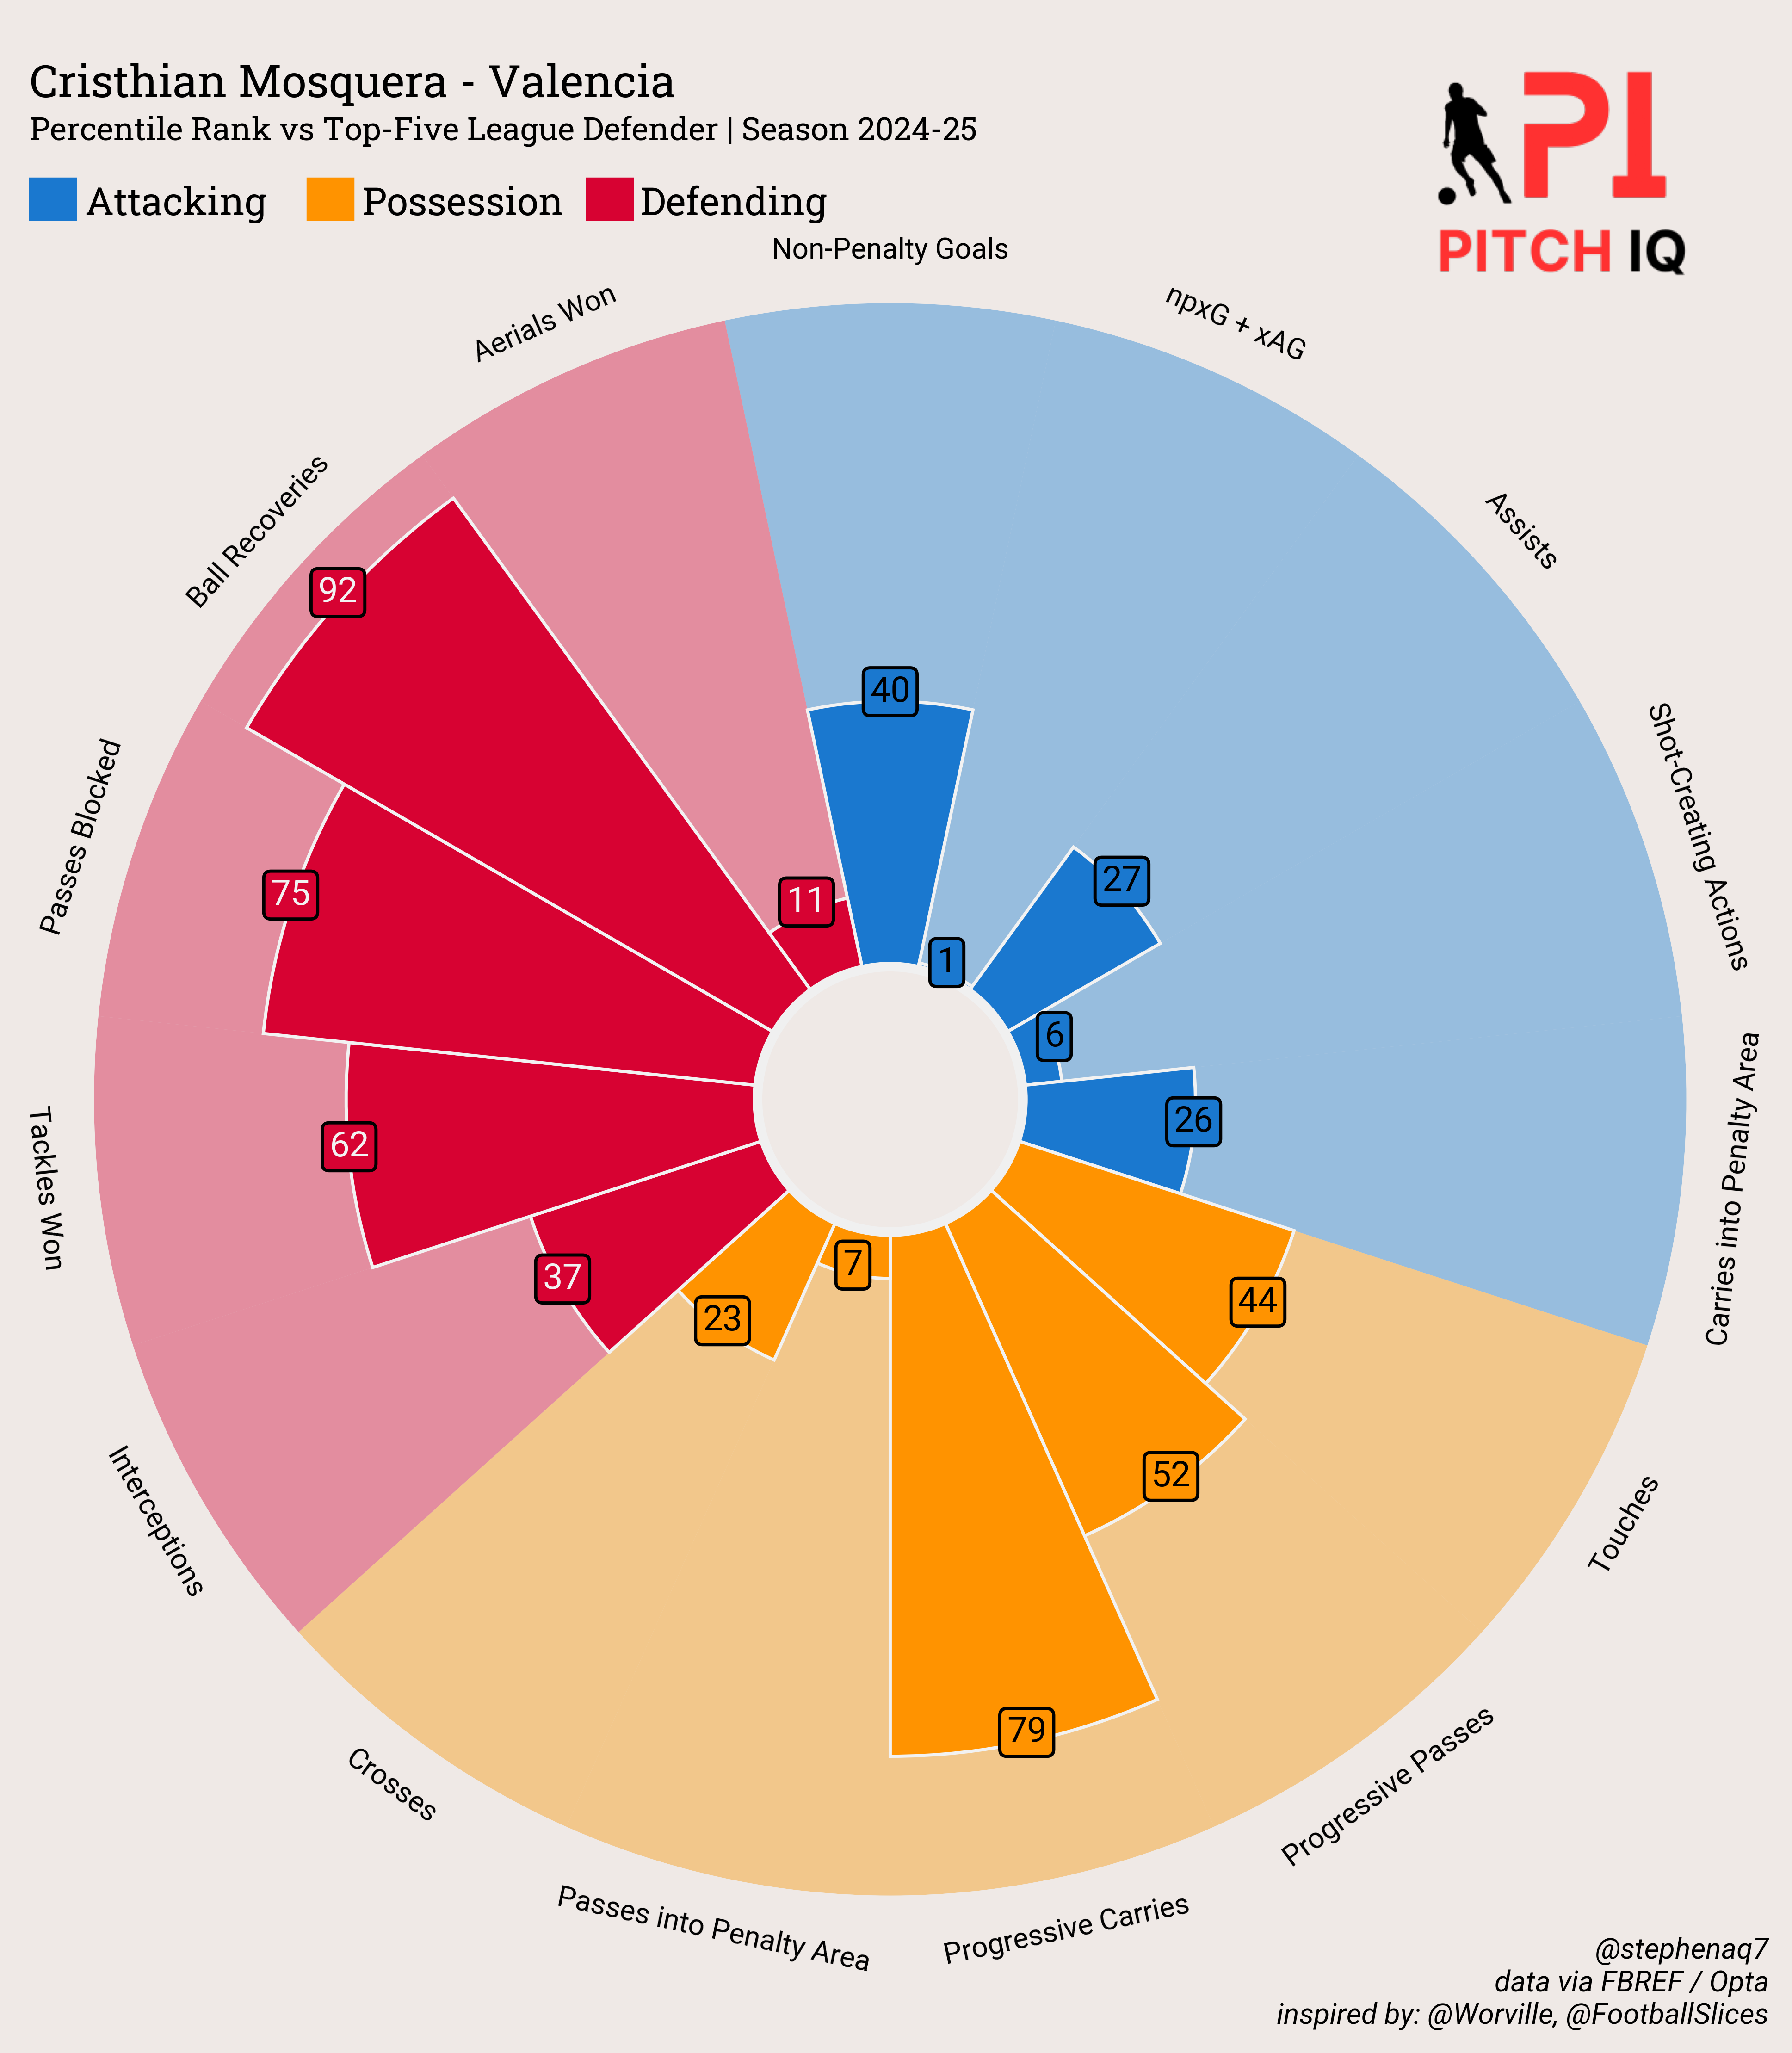 Cristhian Mosquera - Valencia
Percentile Rank vs Top-Five League Defender | Season 2024-25
Attacking
Possession
Defending
PI
PITCH IQ
Non-Penalty Goals
npxG + xAG
Assists
Shot-Creating Actions
Carries into Penalty Area
Touches
Progressive Passes
Progressive Carries
Passes into Penalty Area
Crosses
Interceptions
Tackles Won
Passes Blocked
Ball Recoveries
Aerials Won
40
1
27
6
26
44
52
79
7
23
37
62
75
92
11
@stephenaq7
data via FBREF / Opta
inspired by: @Worville, @FootballSlices